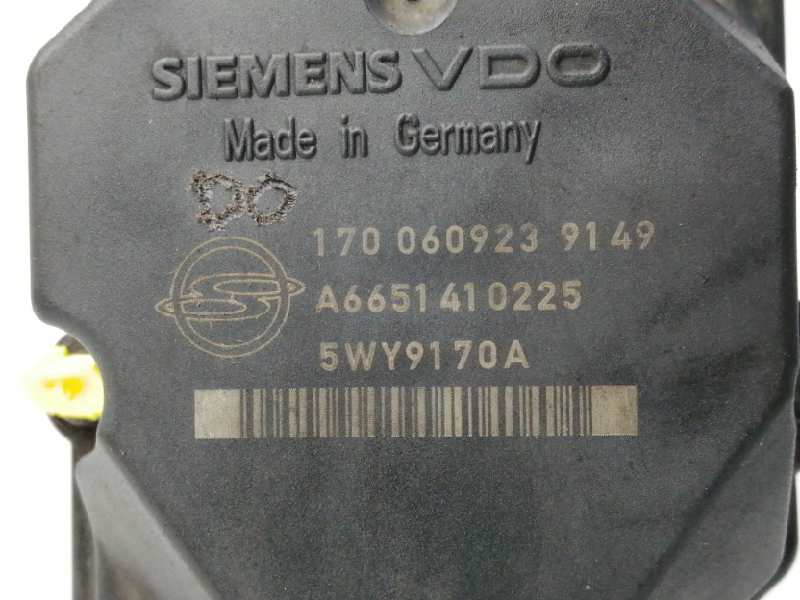 SIEMENS VDO
Made in Germany
DO
170 060923 9149
A6651410225
5WY9170A